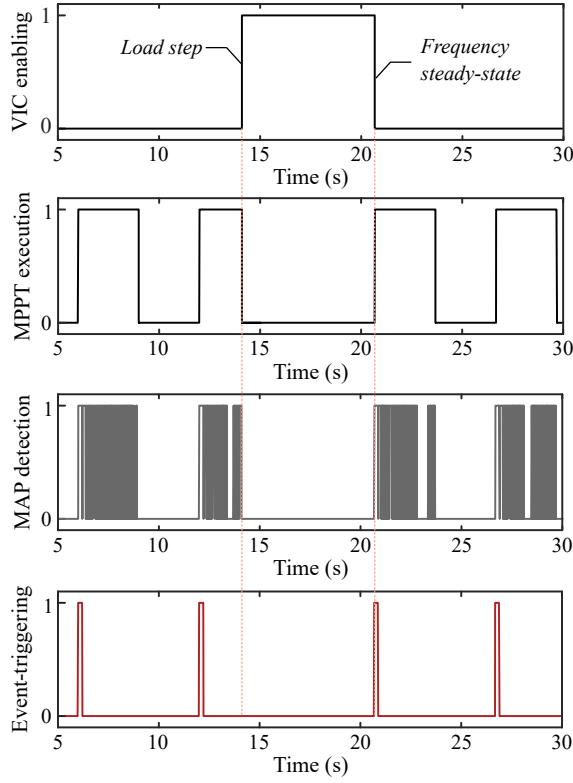 VIC enabling
1
0
Load step
Frequency
steady-state
5 10 15 20 25 30
Time (s)
MPPT execution
1
0
5 10 15 20 25 30
Time (s)
MAP detection
1
0
5 10 15 20 25 30
Time (s)
Event-triggering
1
0
5 10 15 20 25 30
Time (s)